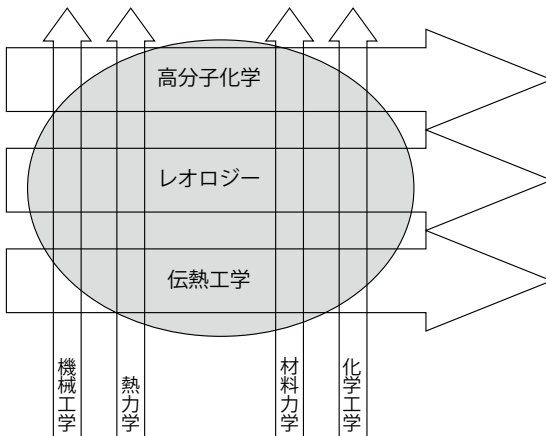 高分子化学
レオロジー
伝熱工学
機械工学
熱力学
材料力学
化学工学